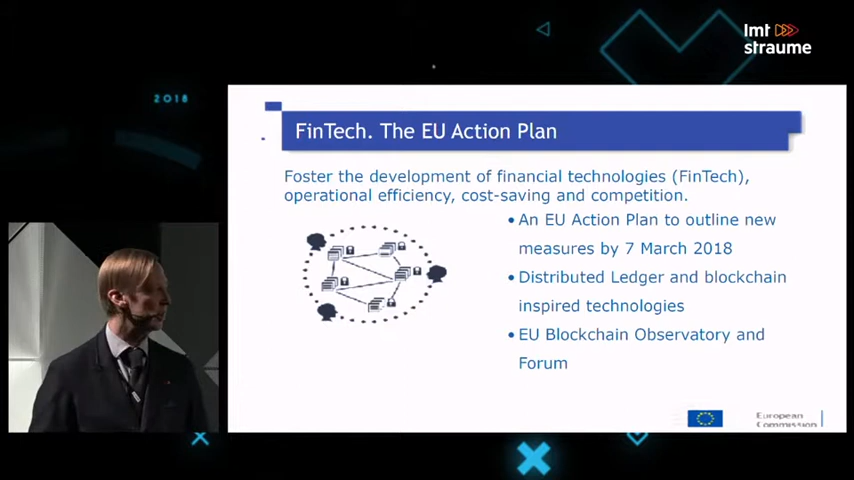 lmt
straume
2018
FinTech. The EU Action Plan
Foster the development of financial technologies (FinTech),
operational efficiency, cost-saving and competition.
• An EU Action Plan to outline new
measures by 7 March 2018
• Distributed Ledger and blockchain
inspired technologies
• EU Blockchain Observatory and
Forum
European
Commission